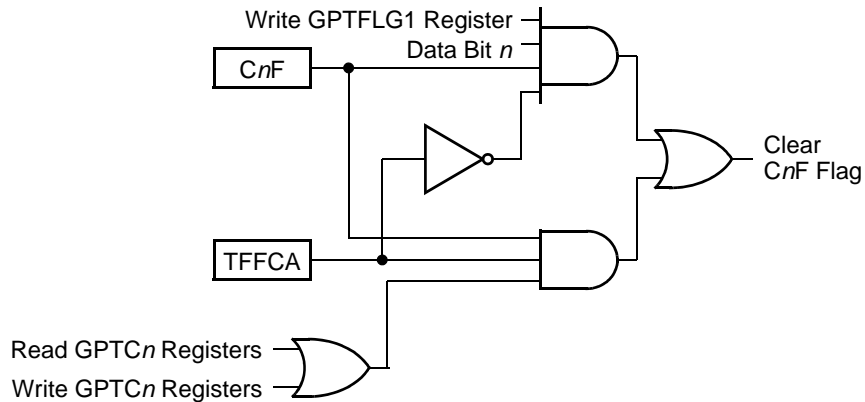 Write GPTFLG1 Register
Data Bit n
CnF
Clear
CnF Flag
TFFCA
Read GPTCn Registers
Write GPTCn Registers